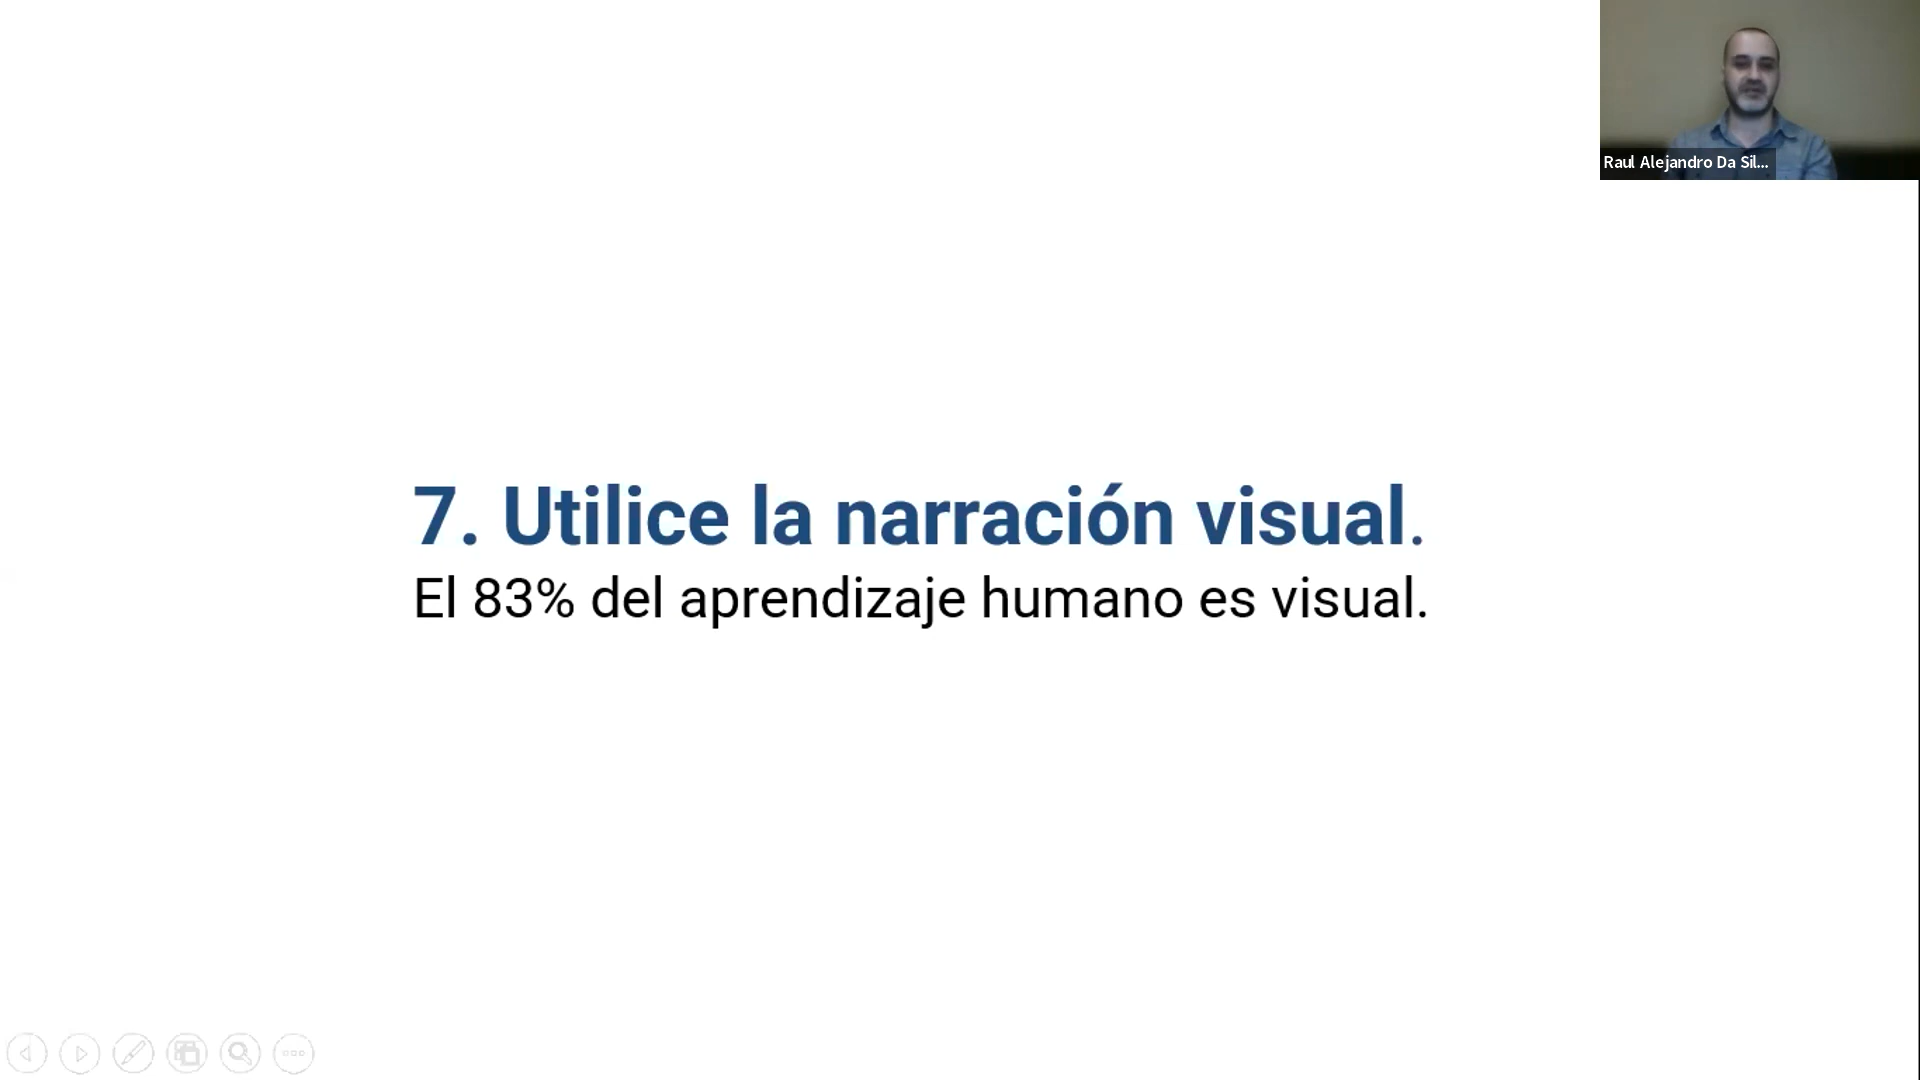 Raul Alejandro Da Sil...
7. Utilice la narración visual.
El 83% del aprendizaje humano es visual.